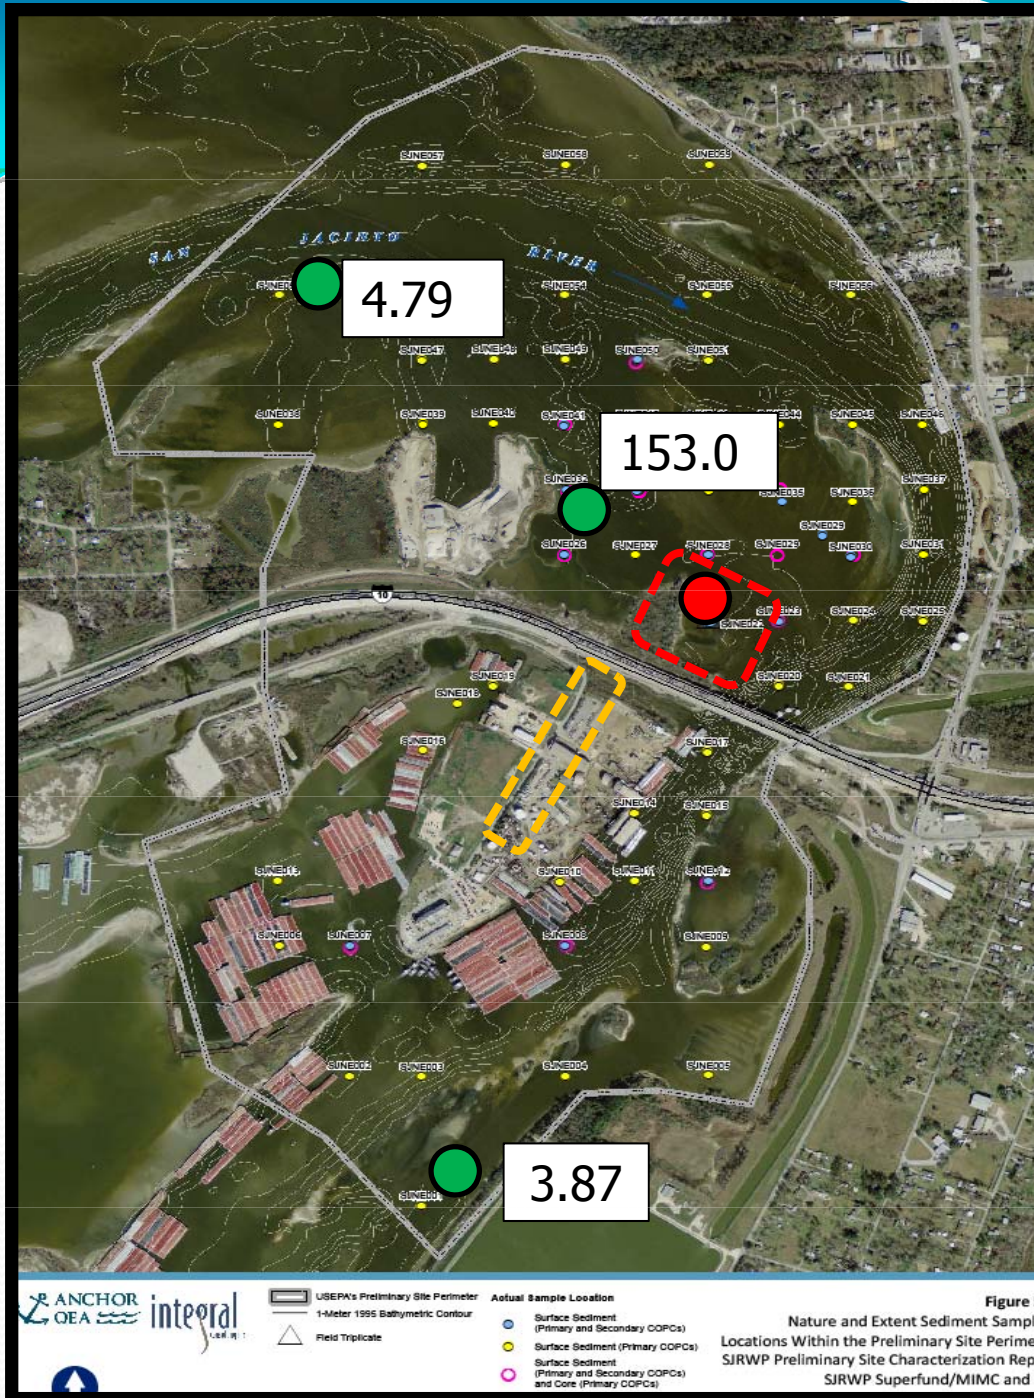 SJNE057
SJNE058
SJNE059
SAN JACINTO RIVER
4.79
SJNE054
SJNE055
SJNE056
SJNE047
SJNE048
SJNE049
SJNE050
SJNE051
SJNE038
SJNE039
SJNE040
SJNE041
SJNE045
SJNE046
153.0
SJNE032
SJNE035
SJNE036
SJNE037
SJNE029
SJNE026
SJNE027
SJNE028
SJNE029
SJNE030
SJNE031
10
SJNE022
SJNE023
SJNE024
SJNE025
SJNE019
SJNE018
SJNE020
SJNE021
SJNE016
SJNE017
SJNE014
SJNE015
SJNE013
SJNE010
SJNE011
SJNE012
SJNE006
SJNE007
SJNE008
SJNE009
SJNE002
SJNE003
SJNE004
SJNE005
3.87
ANCHOR
QEA
integral
USEPA's Preliminary Site Perimeter
1-Meter 1995 Bathymetric Contour
Field Triplicate
Actual Sample Location
Surface Sediment
(Primary and Secondary COPCs)
Surface Sediment (Primary COPCs)
Surface Sediment
(Primary and Secondary COPCs)
and Core (Primary COPCs)
Figure
Nature and Extent Sediment Sampl
Locations Within the Preliminary Site Perime
SJRWP Preliminary Site Characterization Rep
SJRWP Superfund/MIMC and